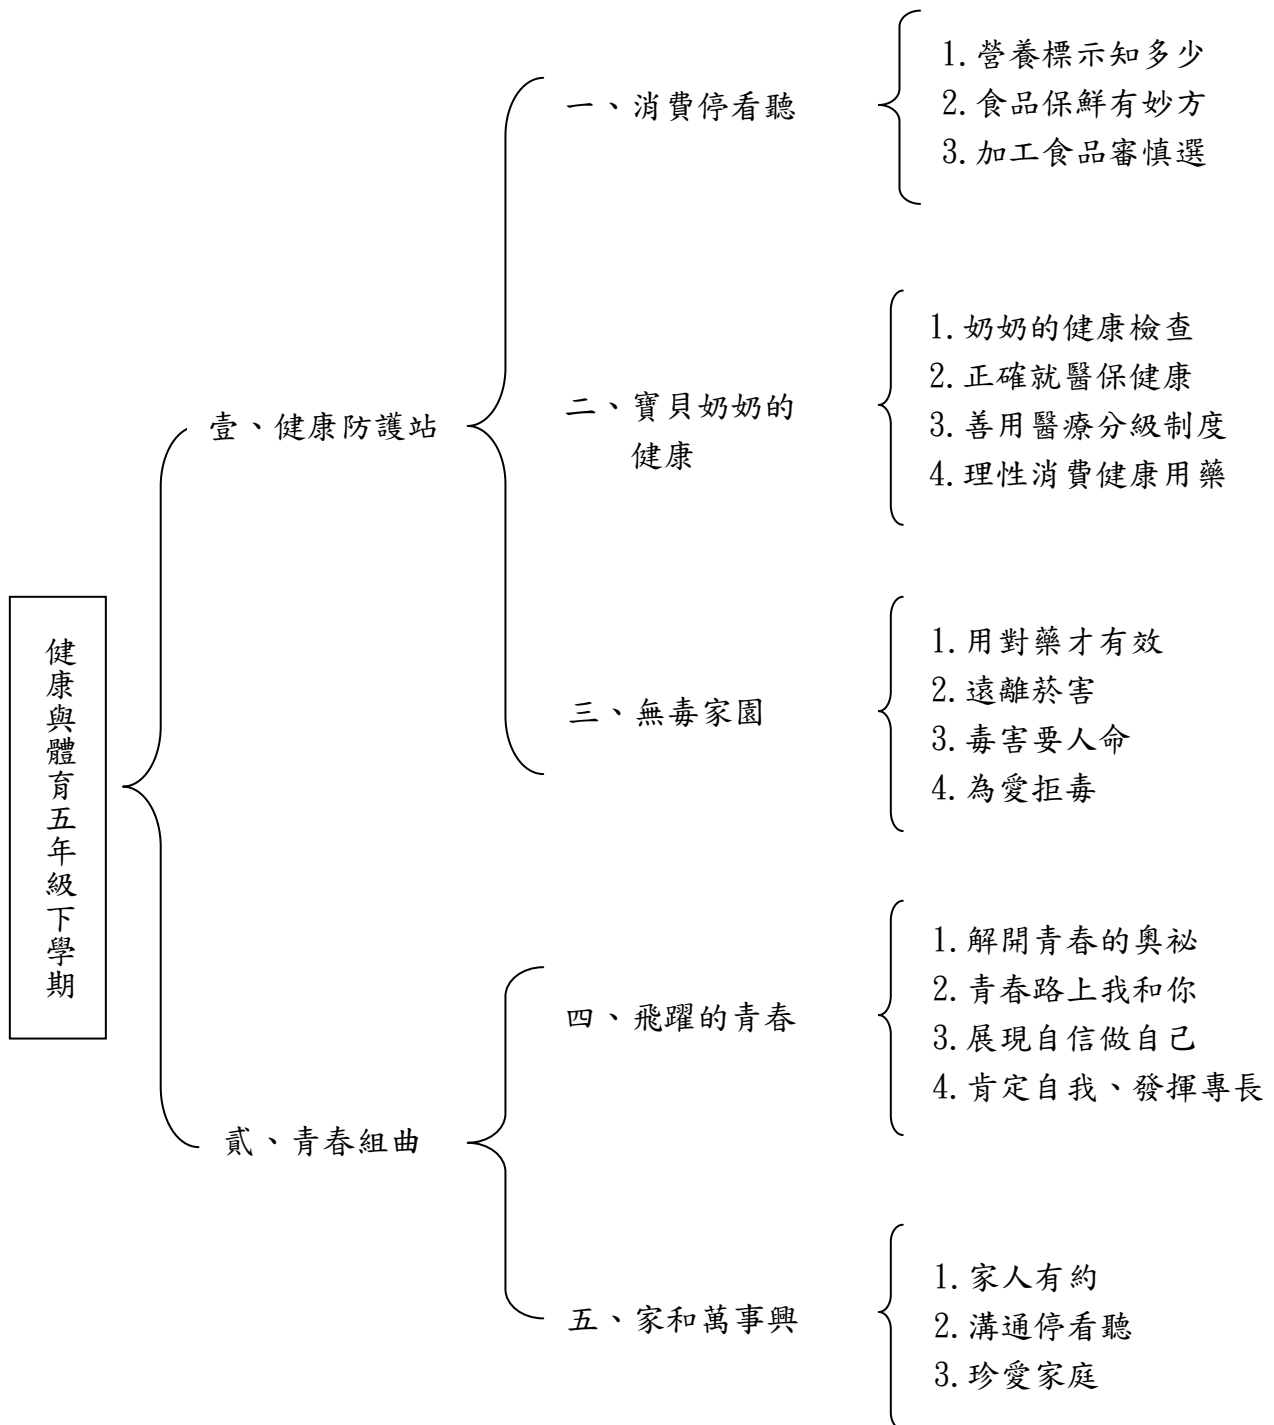 健康與體育五年級下學期
壹、健康防護站
一、消費停看聽
1.營養標示知多少
2.食品保鮮有妙方
3.加工食品審慎選
二、寶貝奶奶的
健康
1.奶奶的健康檢查
2.正確就醫保健康
3.善用醫療分級制度
4.理性消費健康用藥
三、無毒家園
1.用對藥才有效
2.遠離菸害
3.毒害要人命
4.為愛拒毒
貳、青春組曲
四、飛躍的青春
1.解開青春的奧祕
2.青春路上我和你
3.展現自信做自己
4.肯定自我、發揮專長
五、家和萬事興
1.家人有約
2.溝通停看聽
3.珍愛家庭